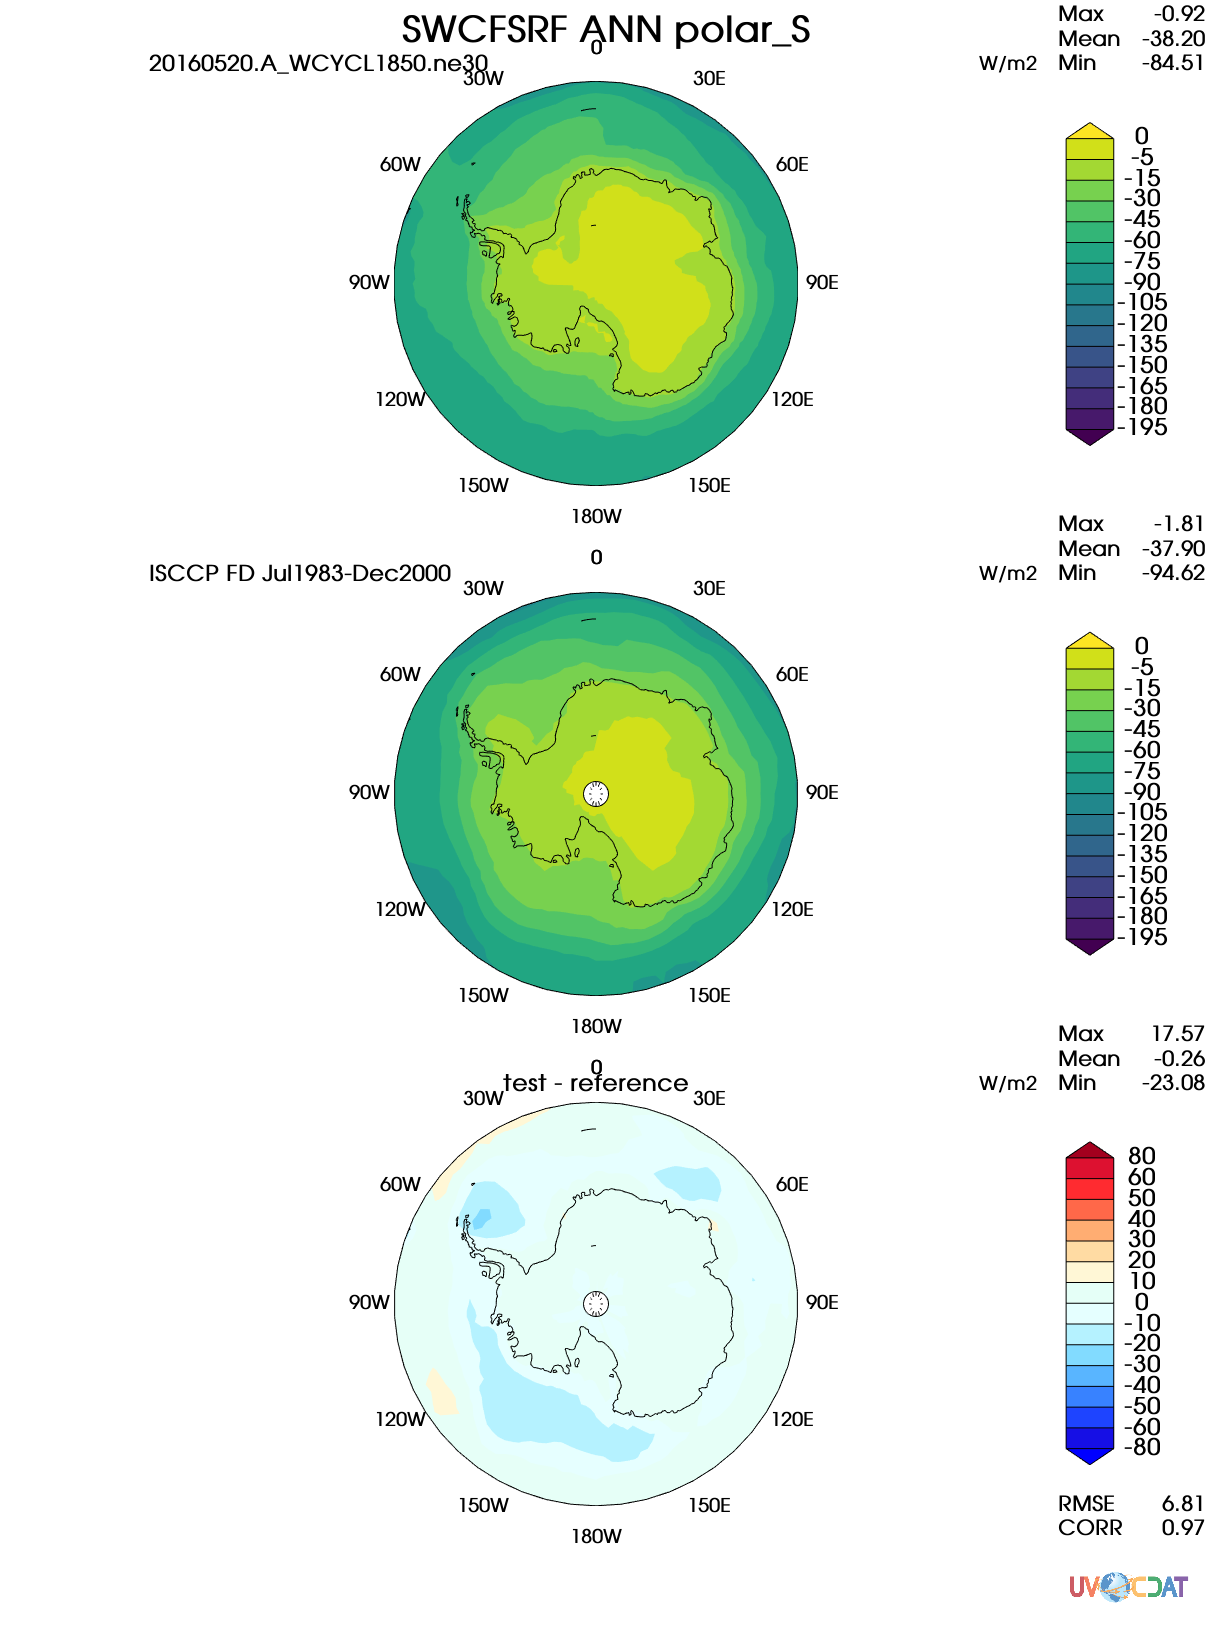 SWCFSRF ANN polar_S
20160520.A_WCYCL1850.ne30
W/m2
Max -0.92
Mean -38.20
Min -84.51
0
30W 30E
60W 60E
90W 90E
120W 120E
150W 150E
180W
0
-5
-15
-30
-45
-60
-75
-90
-105
-120
-135
-150
-165
-180
-195
ISCCP FD Jul1983-Dec2000
W/m2
Max -1.81
Mean -37.90
Min -94.62
0
30W 30E
60W 60E
90W 90E
120W 120E
150W 150E
180W
0
-5
-15
-30
-45
-60
-75
-90
-105
-120
-135
-150
-165
-180
-195
test - reference
W/m2
Max 17.57
Mean -0.26
Min -23.08
0
30W 30E
60W 60E
90W 90E
120W 120E
150W 150E
180W
80
60
50
40
30
20
10
0
-10
-20
-30
-40
-50
-60
-80
RMSE 6.81
CORR 0.97
UVCDAT